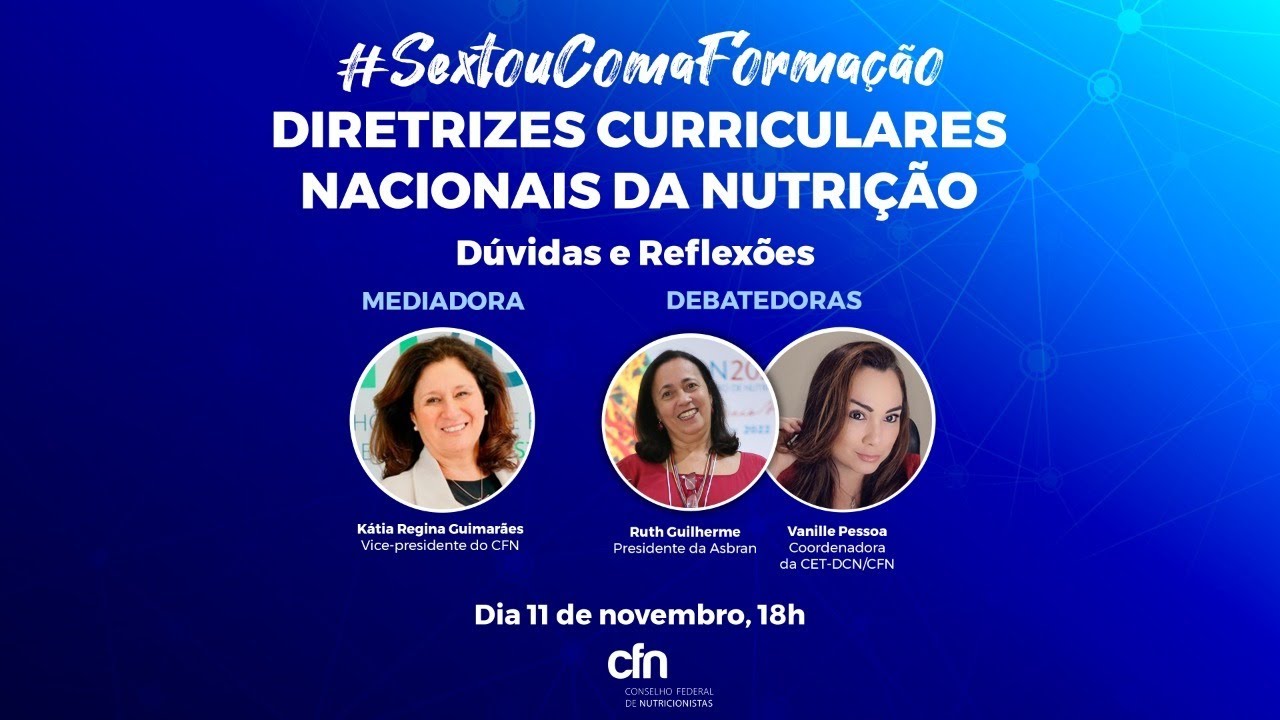 #SextouComaFormação
DIRETRIZES CURRICULARES
NACIONAIS DA NUTRIÇÃO
Dúvidas e Reflexões
MEDIADORA
DEBATEDORAS
Kátia Regina Guimarães
Vice-presidente do CFN
Ruth Guilherme
Presidente da Asbran
Vanille Pessoa
Coordenadora
da CET-DCN/CFN
Dia 11 de novembro, 18h
cfn
CONSELHO FEDERAL
DE NUTRICIONISTAS